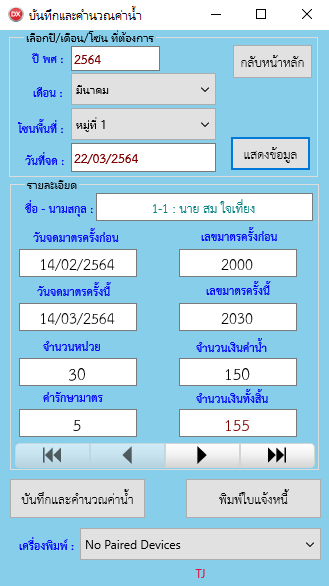 DX บันทึกและคำนวณค่าน้ำ
เลือกปี/เดือน/โซน ที่ต้องการ
ปี พศ : 2564 กลับหน้าหลัก
เดือน : มีนาคม
โซนพื้นที่ : หมู่ที่ 1
วันที่จด : 22/03/2564 แสดงข้อมูล
รายละเอียด
ชื่อ - นามสกุล : 1-1 : นาย สม ใจเที่ยง
วันจดมาตรครั้งก่อน เลขมาตรครั้งก่อน
14/02/2564 2000
วันจดมาตรครั้งนี้ เลขมาตรครั้งนี้
14/03/2564 2030
จำนวนหน่วย จำนวนเงินค่าน้ำ
30 150
ค่ารักษามาตร จำนวนเงินทั้งสิ้น
5 155
บันทึกและคำนวณค่าน้ำ พิมพ์ใบแจ้งหนี้
เครื่องพิมพ์ : No Paired Devices
TJ